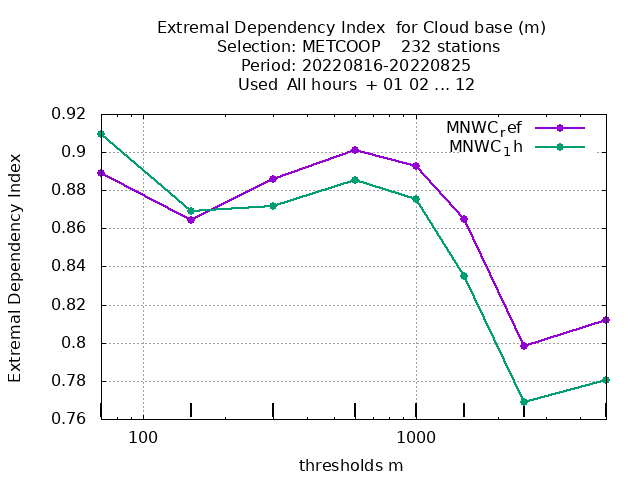 Extremal Dependency Index for Cloud base (m)
Selection: METCOOP 232 stations
Period: 20220816-20220825
Used All hours + 01 02 ... 12
0.92
0.9
0.88
0.86
0.84
0.82
0.8
0.78
0.76
Extremal Dependency Index
MNWC_ref
MNWC_1h
100 1000
thresholds m